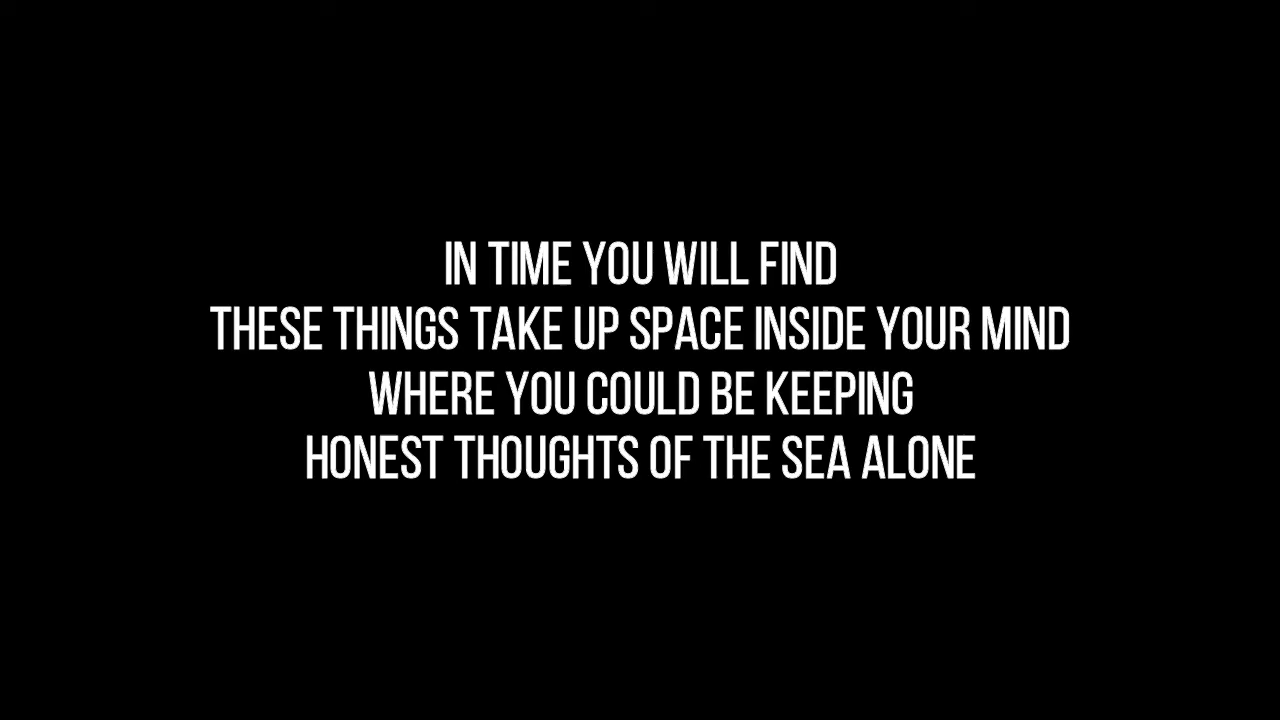 IN TIME YOU WILL FIND
THESE THINGS TAKE UP SPACE INSIDE YOUR MIND
WHERE YOU COULD BE KEEPING
HONEST THOUGHTS OF THE SEA ALONE